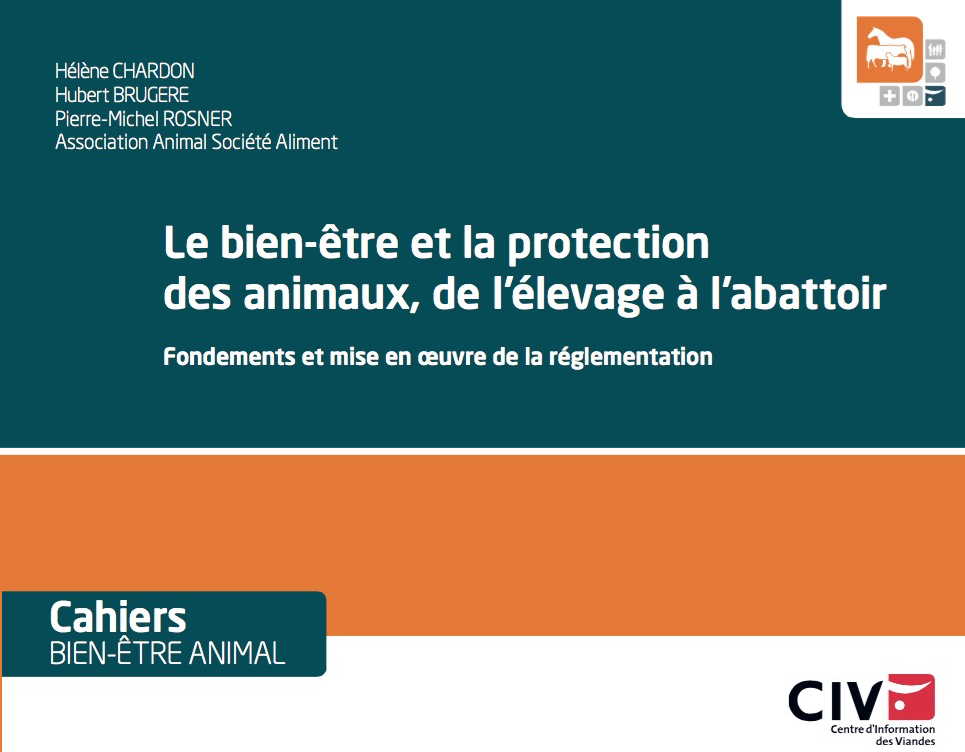 Hélène CHARDON
Hubert BRUGERE
Pierre-Michel ROSNER
Association Animal Société Aliment
Le bien-être et la protection
des animaux, de l'élevage à l'abattoir
Fondements et mise en œuvre de la réglementation
Cahiers
BIEN-ÊTRE ANIMAL
CIV
Centre d'Information
des Viandes